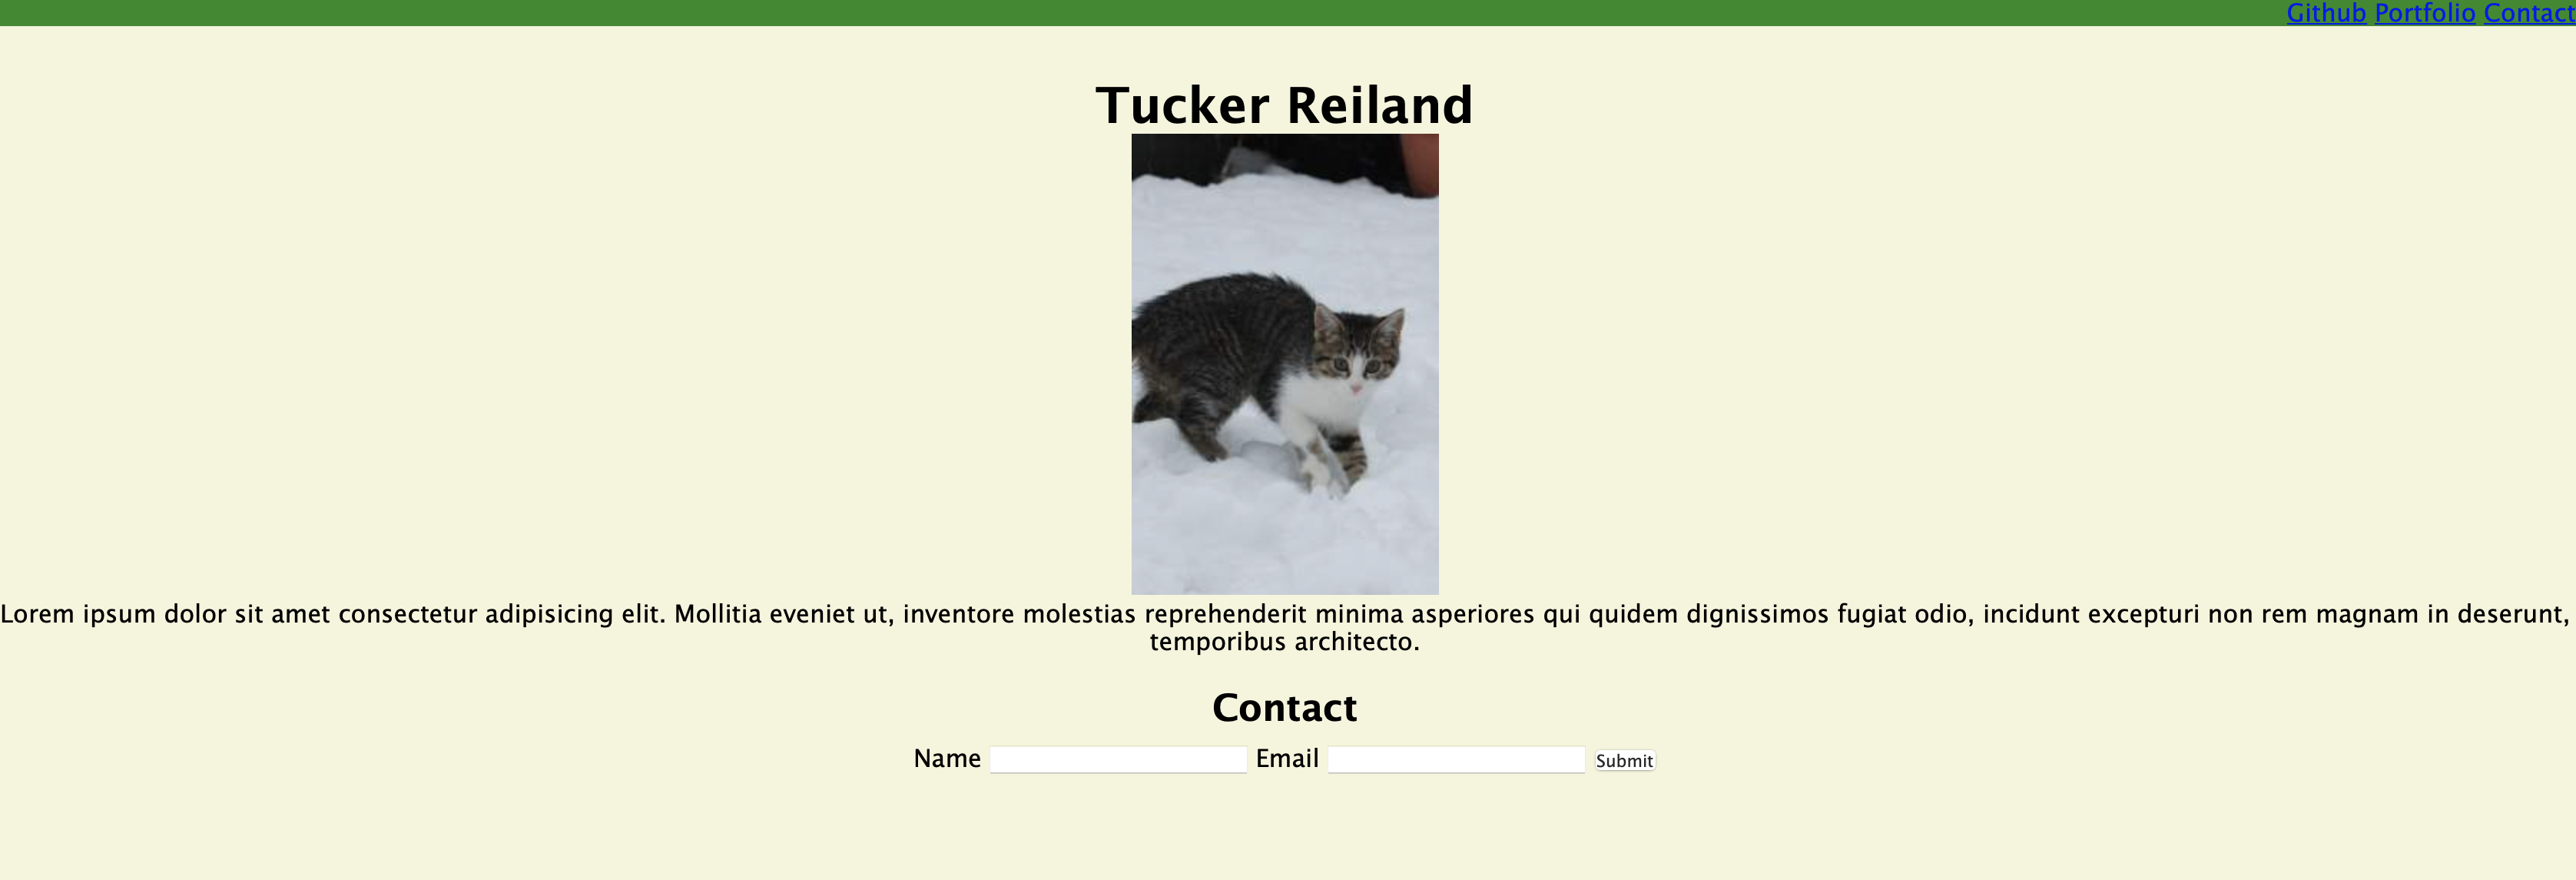 Github Portfolio Contact
Tucker Reiland
Lorem ipsum dolor sit amet consectetur adipisicing elit. Mollitia eveniet ut, inventore molestias reprehenderit minima asperiores qui quidem dignissimos fugiat odio, incidunt excepturi non rem magnam in deserunt,
temporibus architecto.
Contact
Name Email Submit